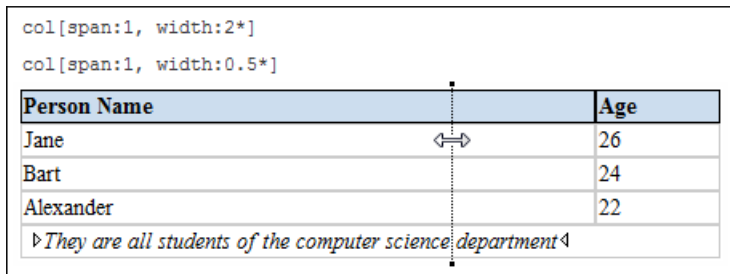 col[span:1, width:2*]
col[span:1, width:0.5*]
Person Name Age
Jane 26
Bart 24
Alexander 22
They are all students of the computer science department